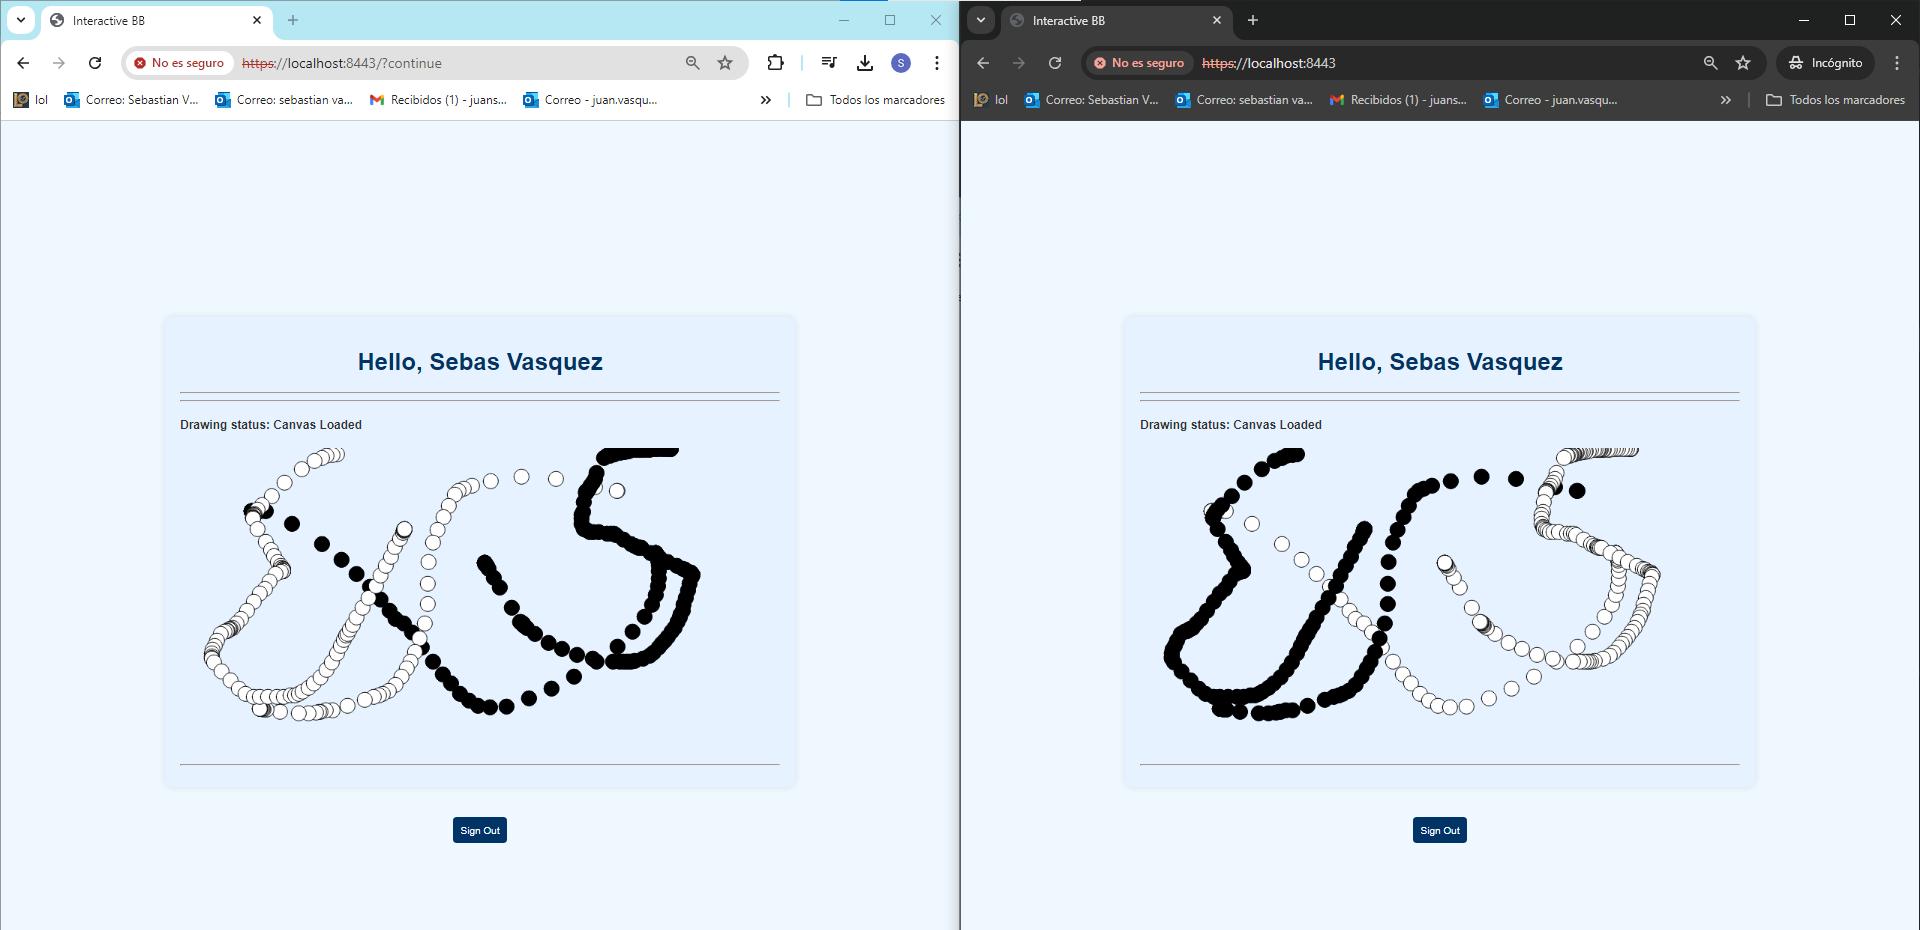 Interactive BB
No es seguro https://localhost:8443/?continue
S
lol Correo: Sebastian V... Correo: sebastian va... Recibidos (1) - juans... Correo - juan.vasqu... » Todos los marcadores
Hello, Sebas Vasquez
Drawing status: Canvas Loaded
Sign Out
Interactive BB
No es seguro https://localhost:8443
Incógnito
lol Correo: Sebastian V... Correo: sebastian va... Recibidos (1) - juans... Correo - juan.vasqu... » Todos los marcadores
Hello, Sebas Vasquez
Drawing status: Canvas Loaded
Sign Out